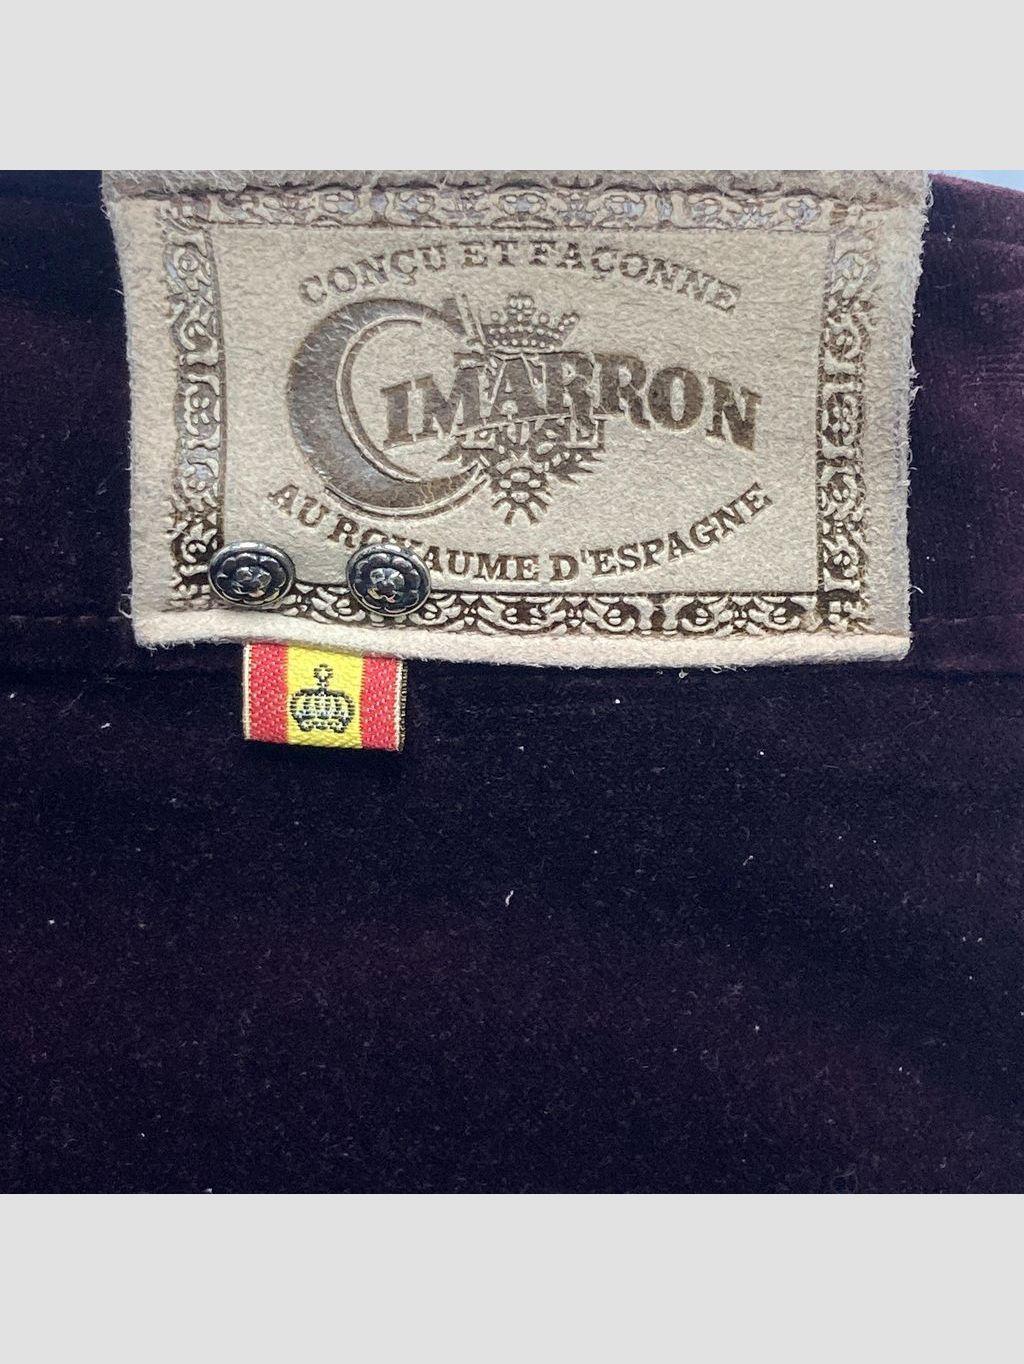 CONÇU ET FAÇONNE
CIMARRON
AU ROYAUME D'ESPAGNE